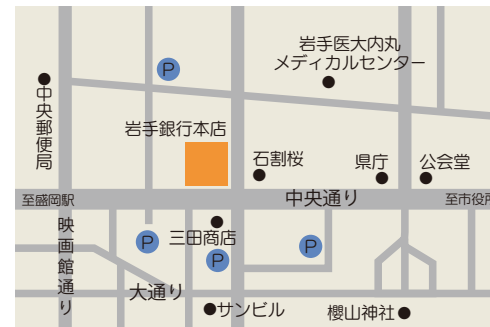 岩手医大内丸
メディカルセンター
P
中央郵便局
岩手銀行本店
石割桜
県庁
公会堂
至盛岡駅
中央通り
至市役所
映画館通り
P
三田商店
P
P
大通り
サンビル
櫻山神社